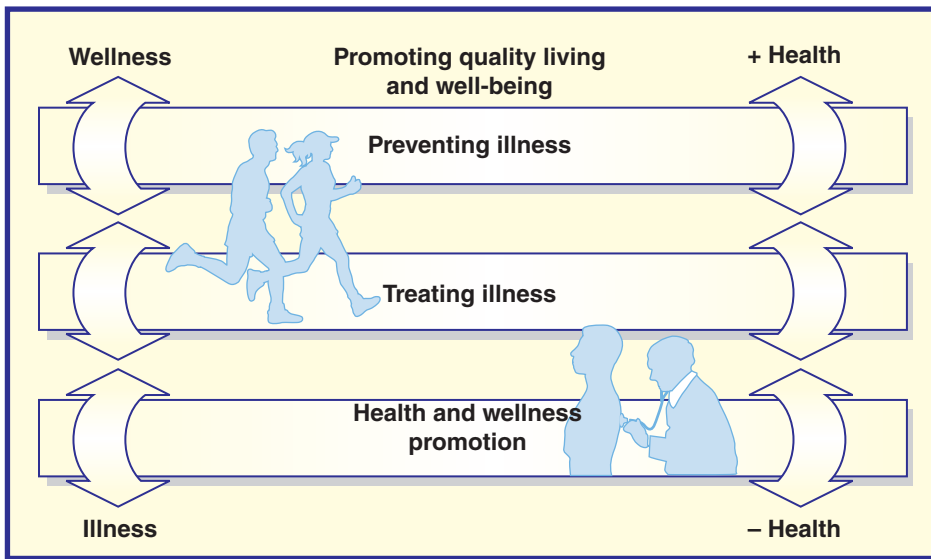 Wellness
Promoting quality living
and well-being
+ Health
Preventing illness
Treating illness
Health and wellness
promotion
Illness
– Health